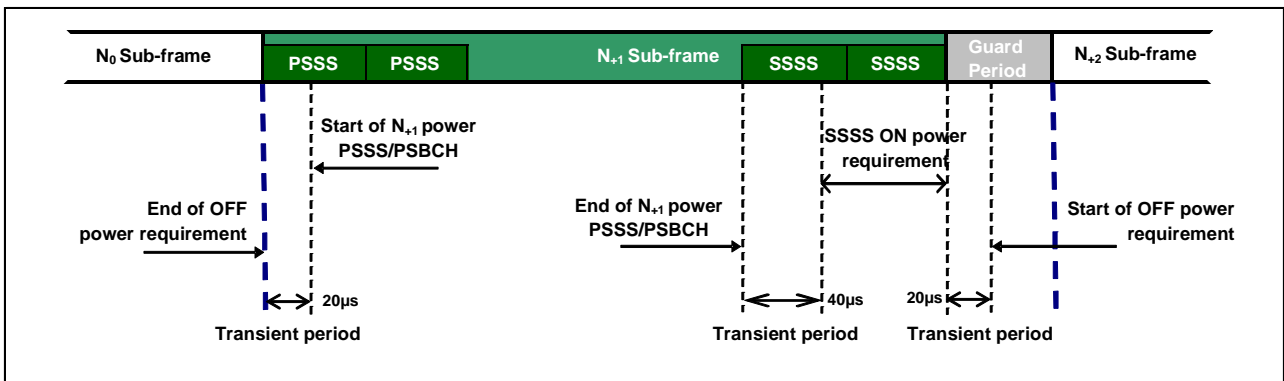 N₀ Sub-frame
PSSS
PSSS
N₊₁ Sub-frame
SSSS
SSSS
Guard
Period
N₊₂ Sub-frame
Start of N₊₁ power
PSSS/PSBCH
SSSS ON power
requirement
End of OFF
power requirement
End of N₊₁ power
PSSS/PSBCH
Start of OFF power
requirement
20µs
40µs
20µs
Transient period
Transient period
Transient period